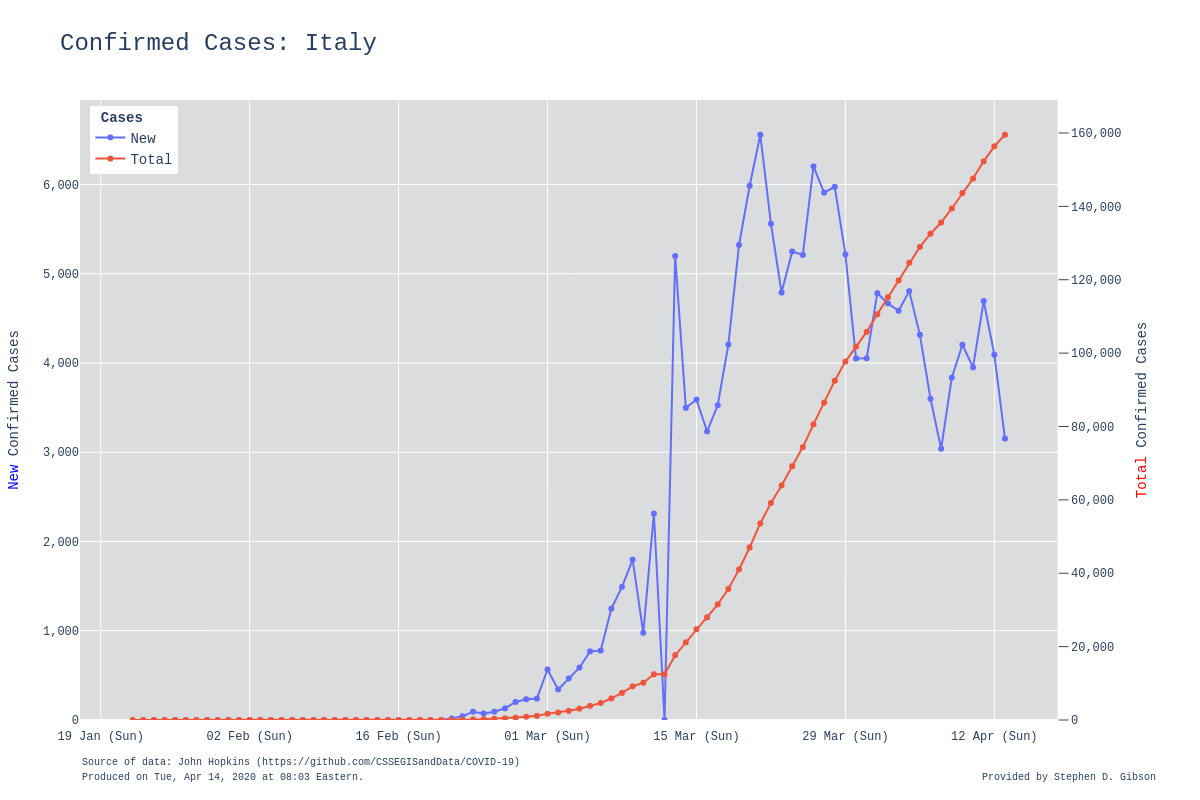 Confirmed Cases: Italy
Cases
New
Total
6,000
5,000
4,000
3,000
2,000
1,000
0
New Confirmed Cases
160,000
140,000
120,000
100,000
80,000
60,000
40,000
20,000
0
Total Confirmed Cases
19 Jan (Sun) 02 Feb (Sun) 16 Feb (Sun) 01 Mar (Sun) 15 Mar (Sun) 29 Mar (Sun) 12 Apr (Sun)
Source of data: John Hopkins (https://github.com/CSSEGISandData/COVID-19)
Produced on Tue, Apr 14, 2020 at 08:03 Eastern.
Provided by Stephen D. Gibson